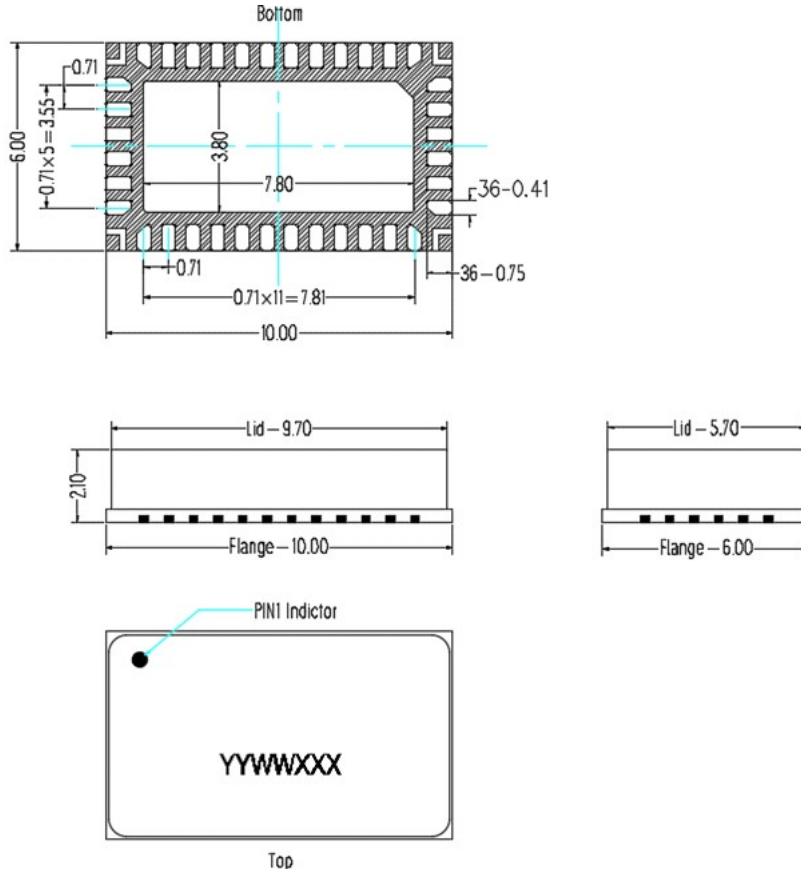 Bottom
0.71
6.00
0.71×5=3.55
3.80
7.80
36-0.41
0.71
36-0.75
0.71×11=7.81
10.00
Lid-9.70
Lid-5.70
2.10
Flange-10.00
Flange-6.00
PIN1 Indictor
YYWWXXX
Top